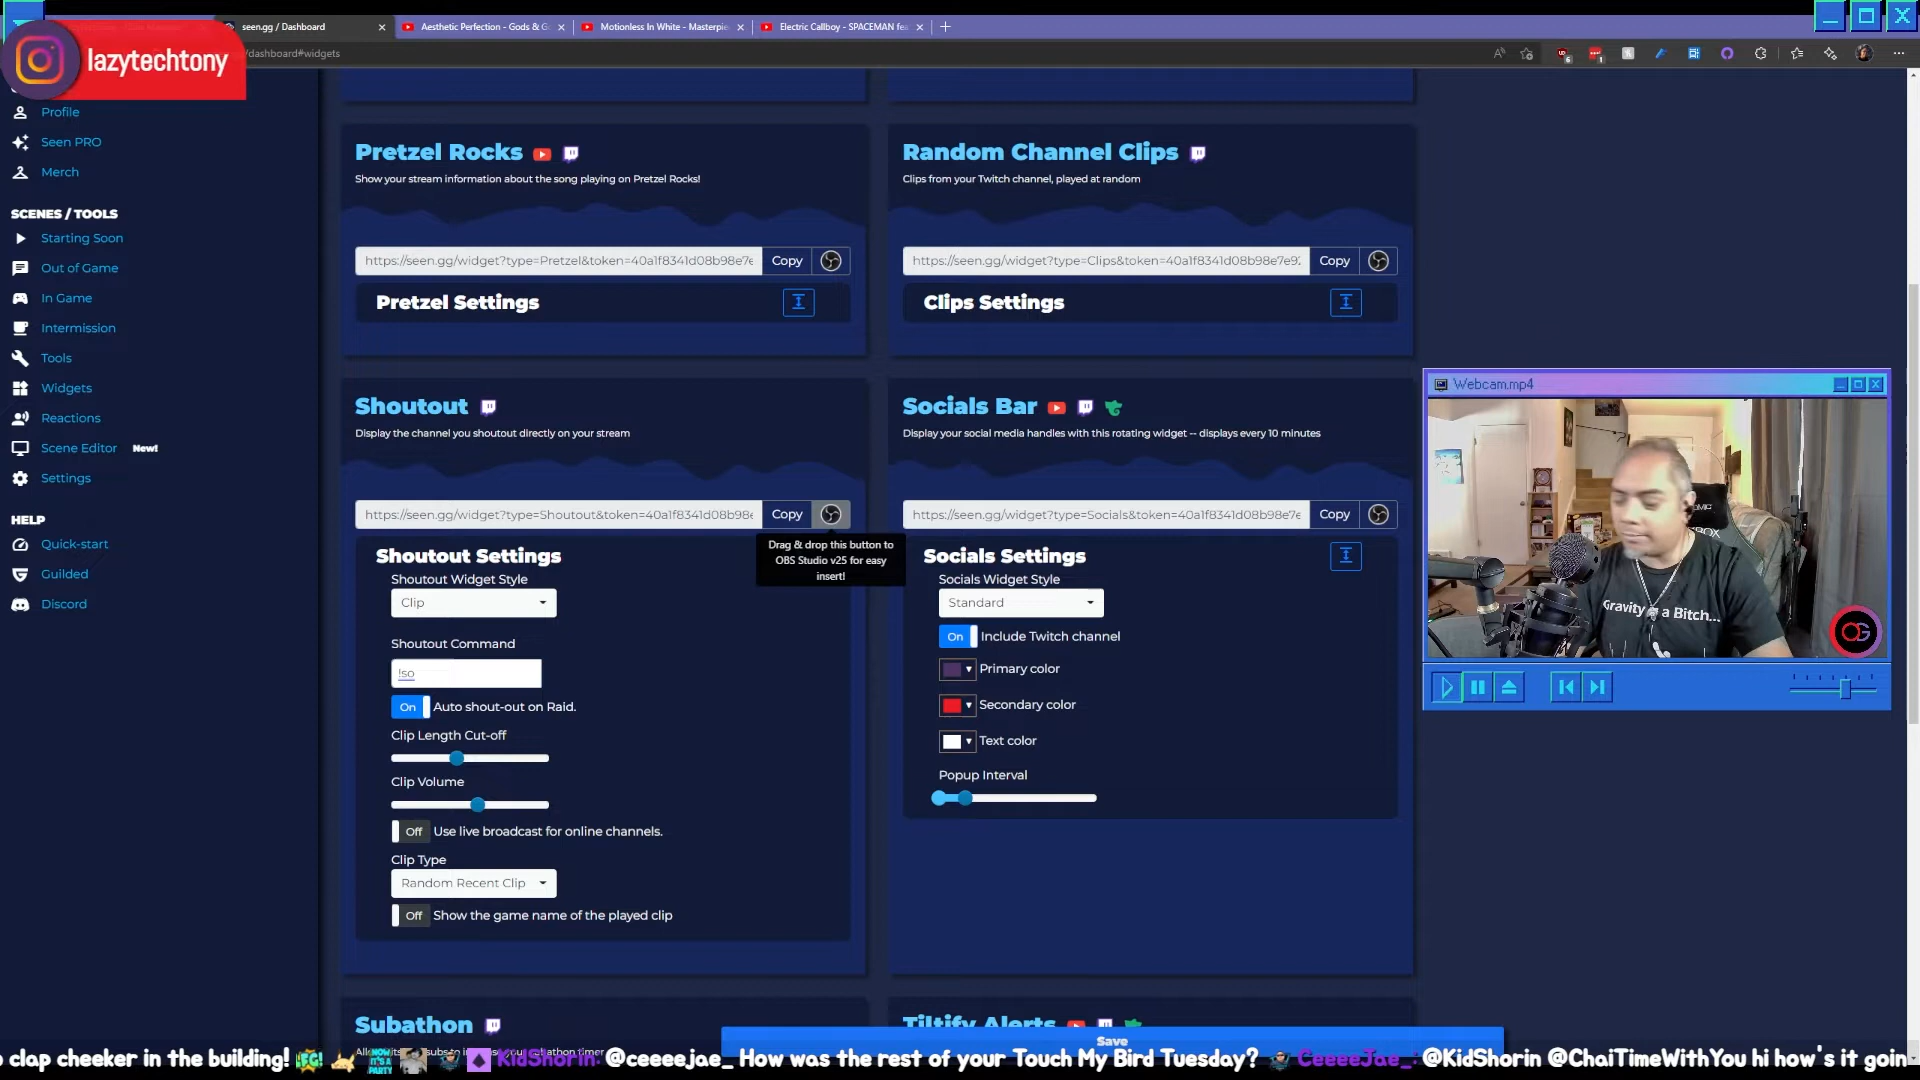 seen.gg / Dashboard
Aesthetic Perfection - Gods & G
Motionless In White - Masterpie
Electric Callboy - SPACEMAN fea
/dashboard#widgets
lazytechtony
Profile
Seen PRO
Merch
SCENES / TOOLS
Starting Soon
Out of Game
In Game
Intermission
Tools
Widgets
Reactions
Scene Editor New!
Settings
HELP
Quick-start
Guilded
Discord
Pretzel Rocks
Show your stream information about the song playing on Pretzel Rocks!
https://seen.gg/widget?type=Pretzel&token=40a1f8341d08b98e7e
Copy
Pretzel Settings
Random Channel Clips
Clips from your Twitch channel, played at random
https://seen.gg/widget?type=Clips&token=40a1f8341d08b98e7e9
Copy
Clips Settings
Shoutout
Display the channel you shoutout directly on your stream
https://seen.gg/widget?type=Shoutout&token=40a1f8341d08b98e
Copy
Drag & drop this button to
OBS Studio v25 for easy
insert!
Shoutout Settings
Shoutout Widget Style
Clip
Shoutout Command
!so
On Auto shout-out on Raid.
Clip Length Cut-off
Clip Volume
Off Use live broadcast for online channels.
Clip Type
Random Recent Clip
Off Show the game name of the played clip
Socials Bar
Display your social media handles with this rotating widget -- displays every 10 minutes
https://seen.gg/widget?type=Socials&token=40a1f8341d08b98e7e
Copy
Socials Settings
Socials Widget Style
Standard
On Include Twitch channel
Primary color
Secondary color
Text color
Popup Interval
Webcam.mp4
Gravity is a Bitch...
XBOX
OG
Subathon
Tiltify Alerts
Save
clap cheeker in the building! KidShorin: @ceeeejae_ How was the rest of your Touch My Bird Tuesday? CeeeeJae_: @KidShorin @ChaiTimeWithYou hi how's it goin